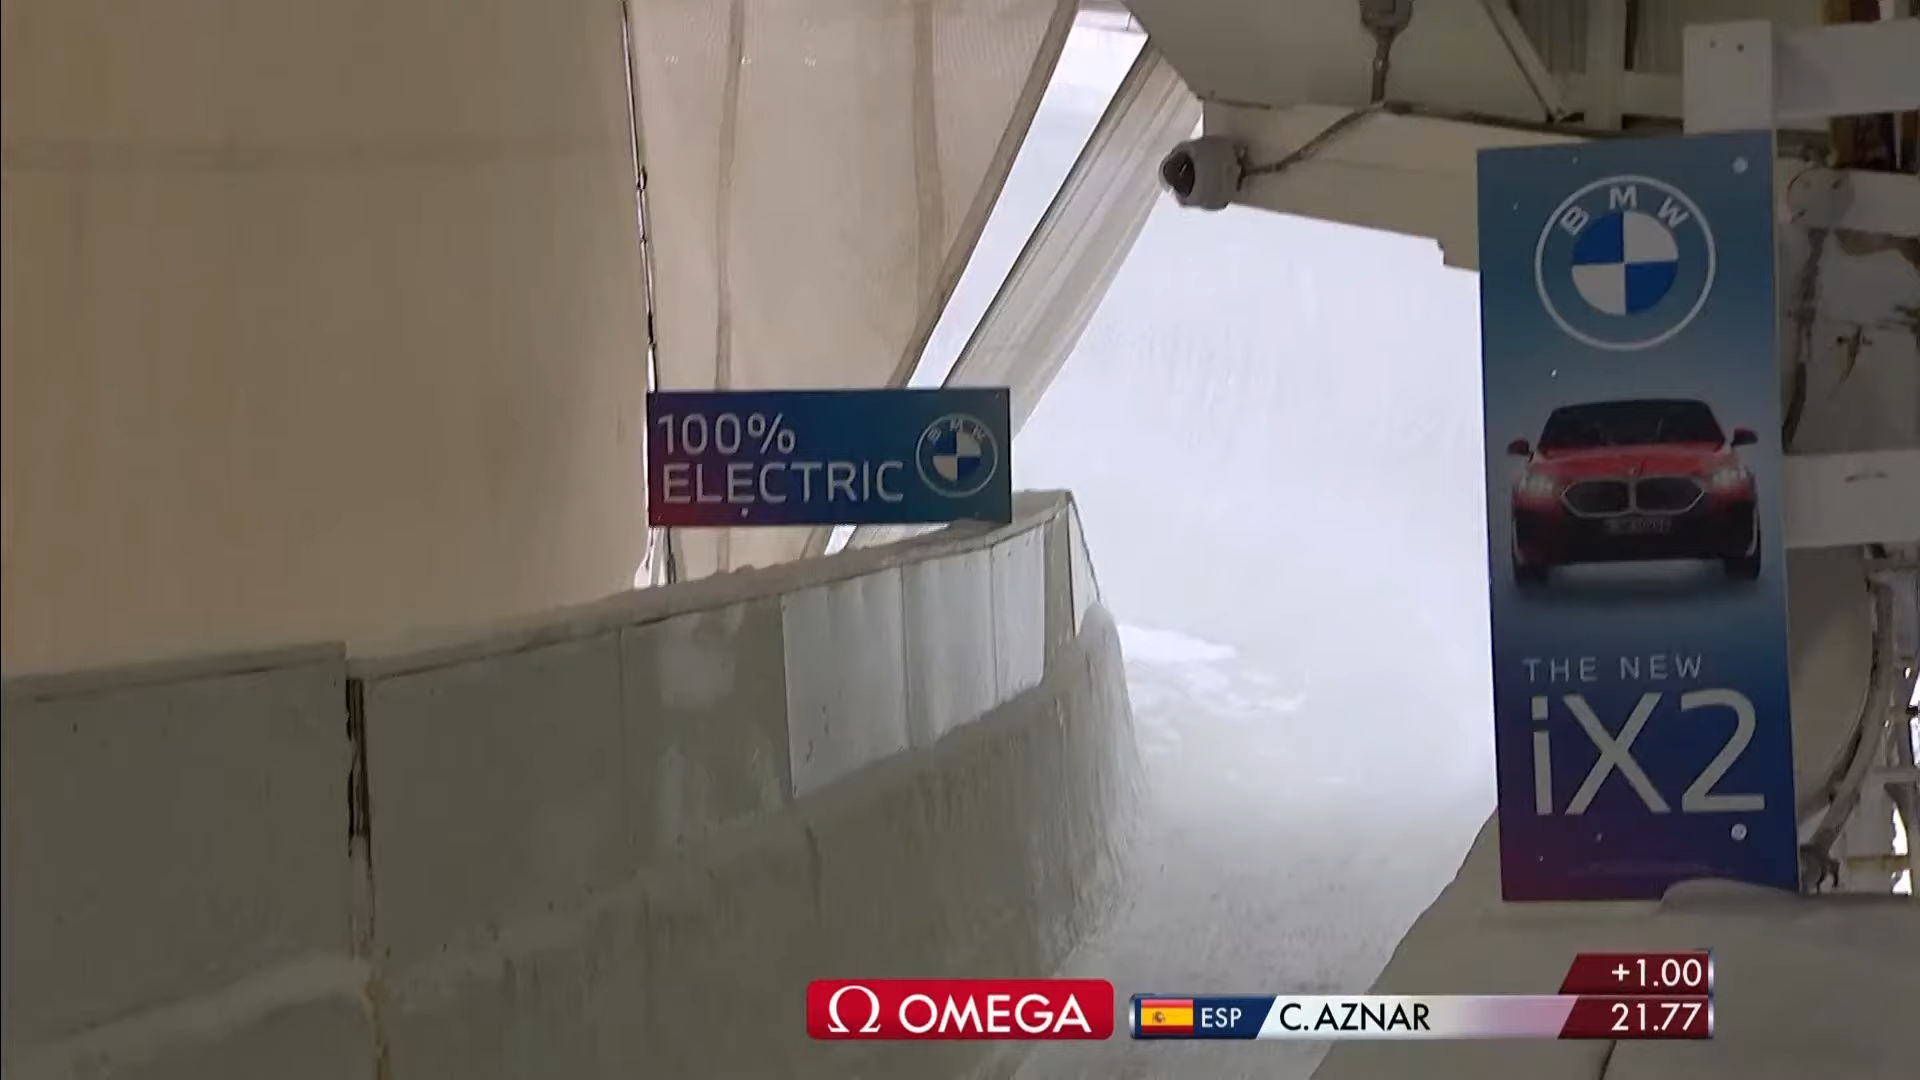 BMW
100%
ELECTRIC
BMW
THE NEW
iX2
+1.00
Ω OMEGA
ESP C. AZNAR 21.77